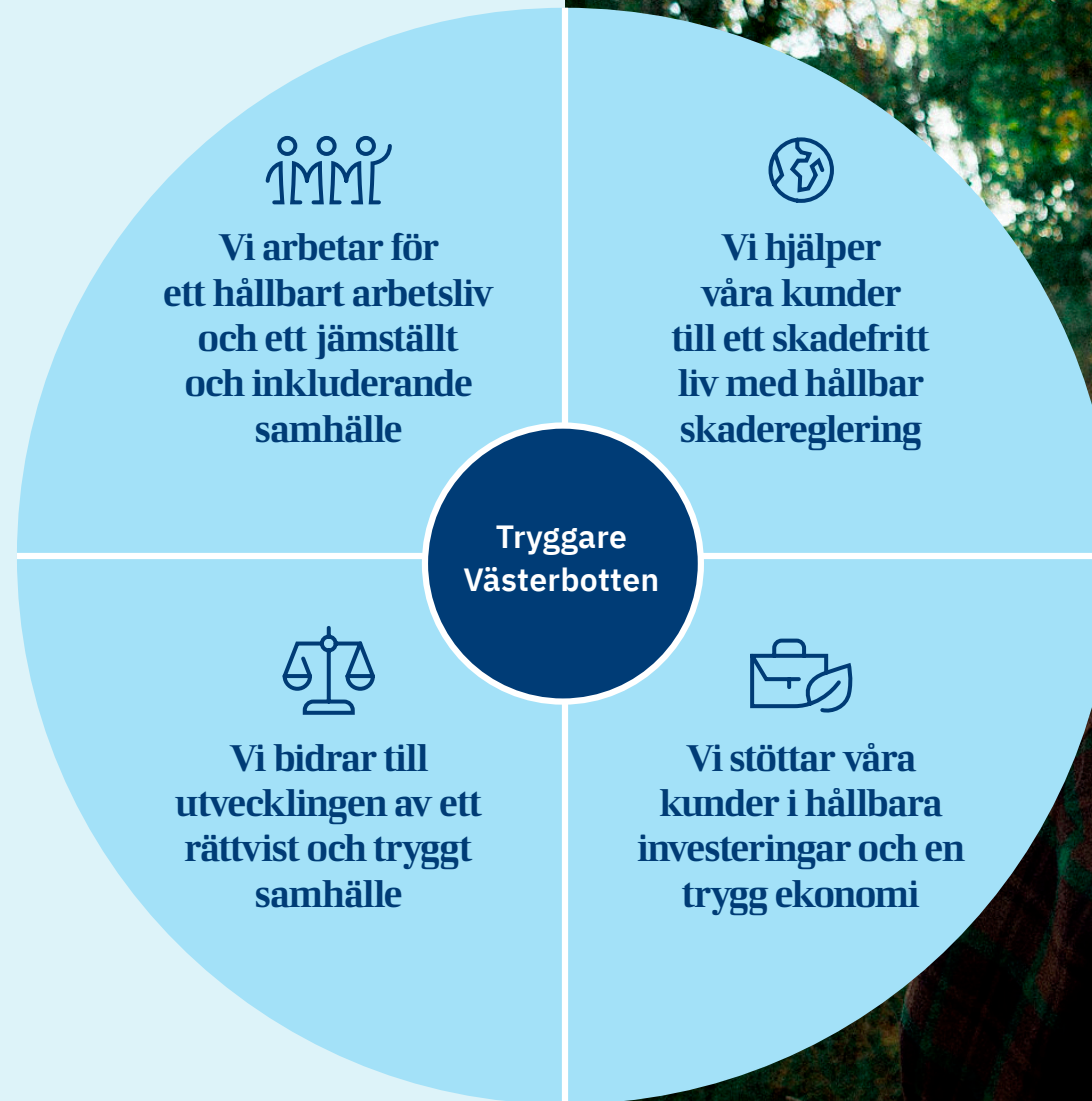 Vi arbetar för
ett hållbart arbetsliv
och ett jämställt
och inkluderande
samhälle
Vi hjälper
våra kunder
till ett skadefritt
liv med hållbar
skadereglering
Tryggare
Västerbotten
Vi bidrar till
utvecklingen av ett
rättvist och tryggt
samhälle
Vi stöttar våra
kunder i hållbara
investeringar och en
trygg ekonomi